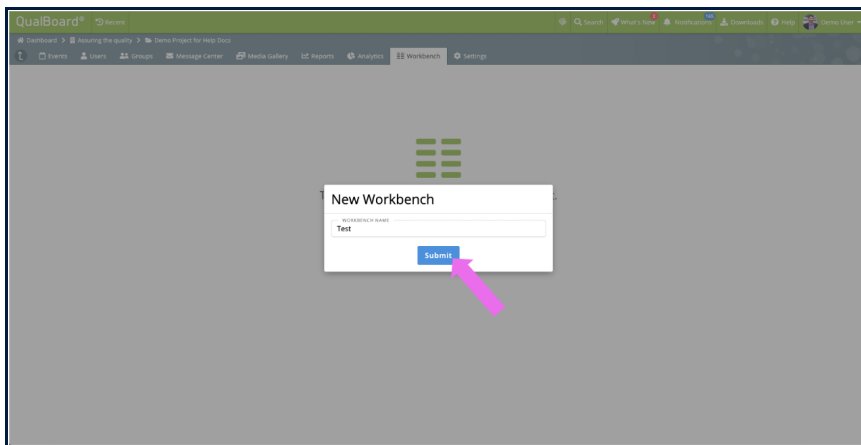 QualBoard® Recent Search What's New Notifications Downloads Help Demo User
Dashboard > Assuring the quality > Demo Project for Help Docs
Events Users Groups Message Center Media Gallery Reports Analytics Workbench Settings
New Workbench
WORKBENCH NAME
Test
Submit